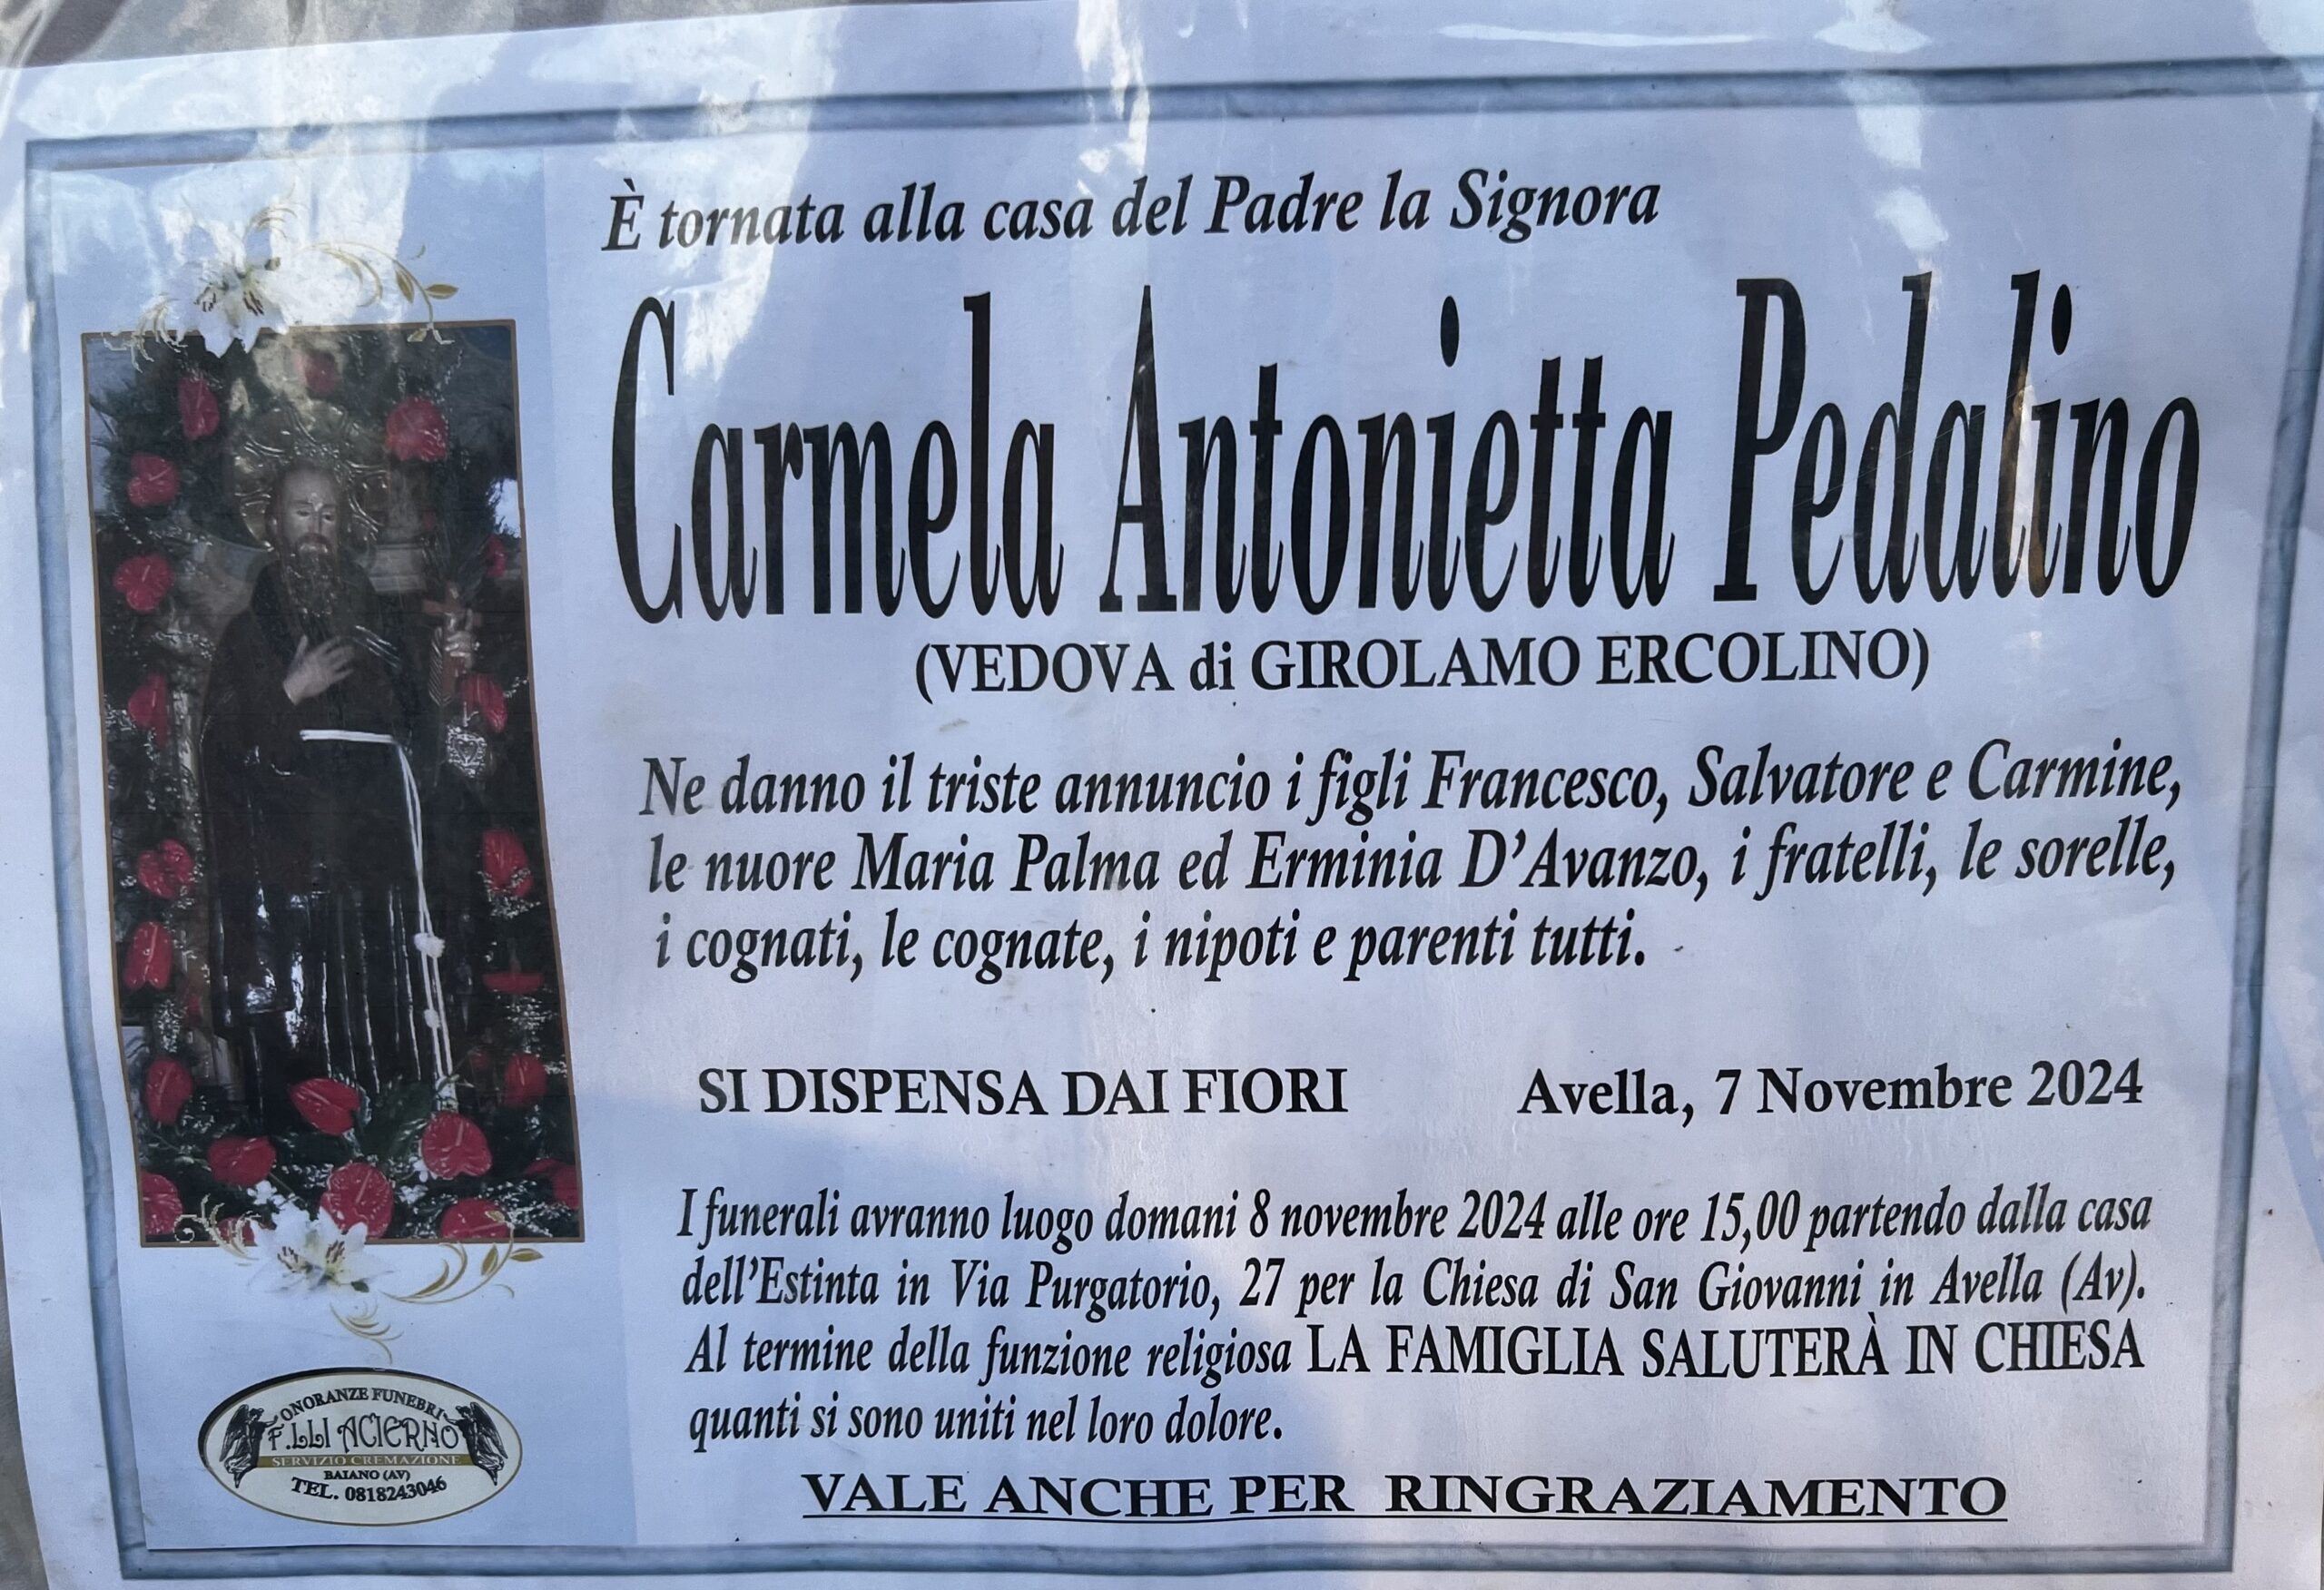 È tornata alla casa del Padre la Signora
Carmela Antonietta Pedalino
(VEDOVA di GIROLAMO ERCOLINO)
Ne danno il triste annuncio i figli Francesco, Salvatore e Carmine,
le nuore Maria Palma ed Erminia D'Avanzo, i fratelli, le sorelle,
i cognati, le cognate, i nipoti e parenti tutti.
SI DISPENSA DAI FIORI Avella, 7 Novembre 2024
I funerali avranno luogo domani 8 novembre 2024 alle ore 15,00 partendo dalla casa
dell'Estinta in Via Purgatorio, 27 per la Chiesa di San Giovanni in Avella (Av).
Al termine della funzione religiosa LA FAMIGLIA SALUTERÀ IN CHIESA
quanti si sono uniti nel loro dolore.
VALE ANCHE PER RINGRAZIAMENTO
ONORANZE FUNEBRI
F.LLI ACIERNO
SERVIZIO CREMAZIONE
BAIANO (AV)
TEL. 0818243046